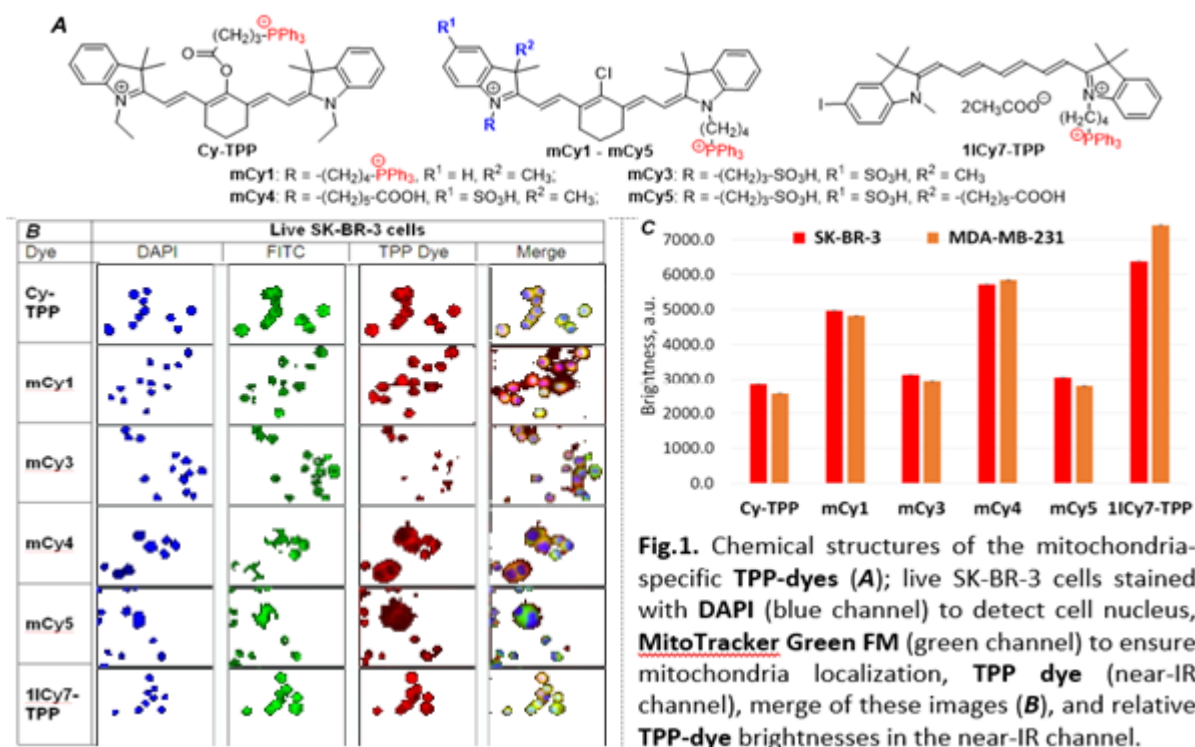 A
(CH₂)₃-PPh₃
⊕
O
O
N
⊕
N
Cy-TPP
R¹
R²
Cl
N
⊕
R
N
(CH₂)₄
⊕PPh₃
mCy1 - mCy5
I
N
2CH₃COO⊖
N
⊕
(H₂C)₄
⊕PPh₃
1ICy7-TPP
mCy1: R = -(CH₂)₄-PPh₃, R¹ = H, R² = CH₃;
⊕
mCy3: R = -(CH₂)₃-SO₃H, R¹ = SO₃H, R² = CH₃
mCy4: R = -(CH₂)₅-COOH, R¹ = SO₃H, R² = CH₃;
mCy5: R = -(CH₂)₃-SO₃H, R¹ = SO₃H, R² = -(CH₂)₅-COOH
B
Live SK-BR-3 cells
Dye DAPI FITC TPP Dye Merge
Cy-
TPP
mCy1
mCy3
mCy4
mCy5
1ICy7-
TPP
C
SK-BR-3 MDA-MB-231
Brightness, a.u.
7000.0
6000.0
5000.0
4000.0
3000.0
2000.0
1000.0
0.0
Cy-TPP mCy1 mCy3 mCy4 mCy5 1ICy7-TPP
Fig.1. Chemical structures of the mitochondria-
specific TPP-dyes (A); live SK-BR-3 cells stained
with DAPI (blue channel) to detect cell nucleus,
MitoTracker Green FM (green channel) to ensure
mitochondria localization, TPP dye (near-IR
channel), merge of these images (B), and relative
TPP-dye brightnesses in the near-IR channel.